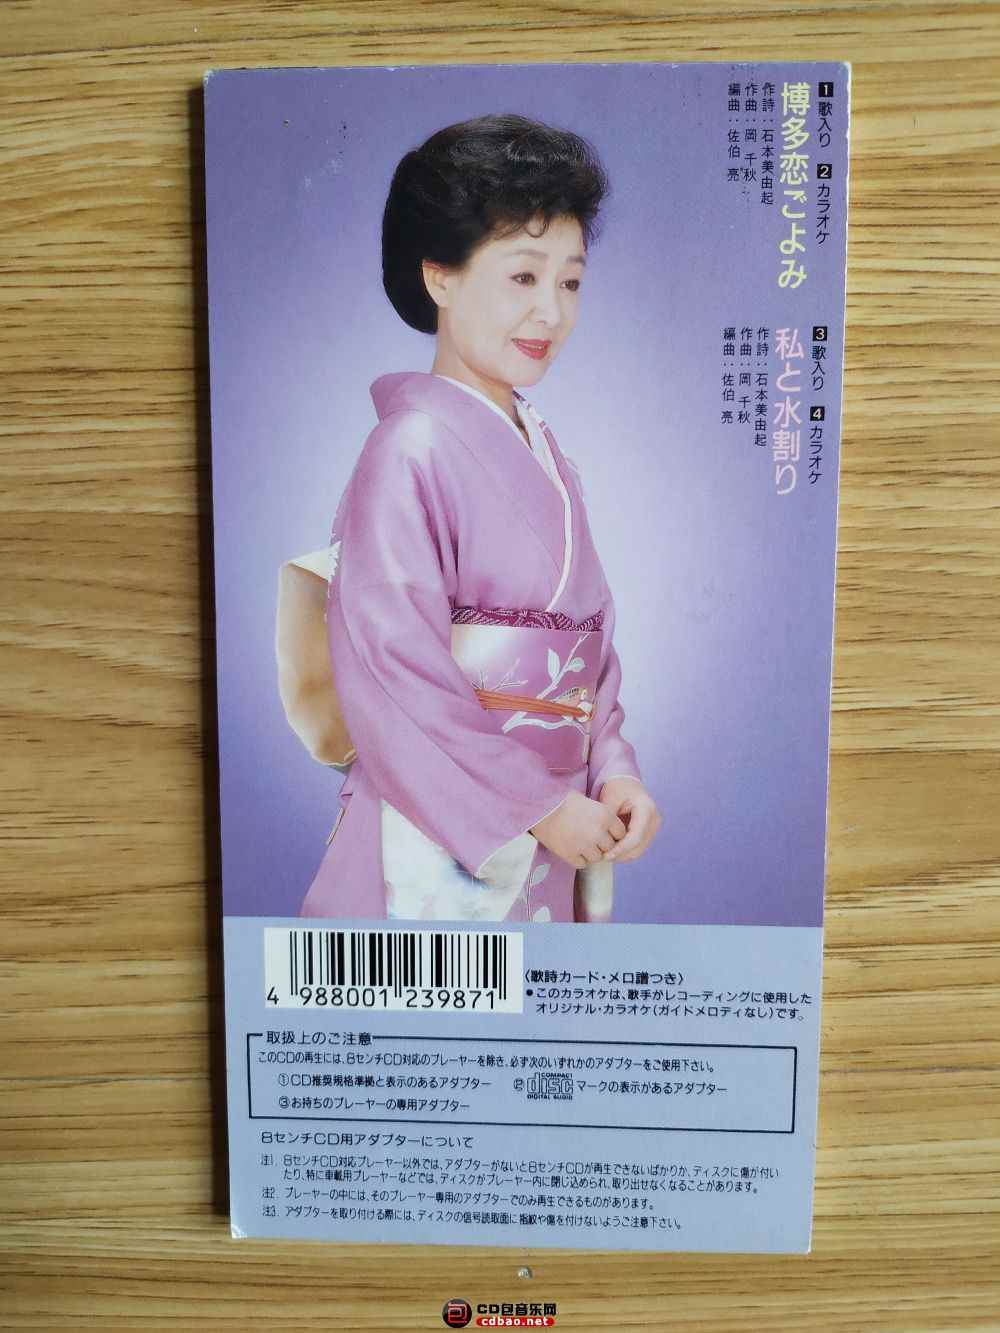 1 歌入り 2 カラオケ
博多恋ごよみ
作詩：石本美由起
作曲：岡 千秋
編曲：佐伯 亮
3 歌入り 4 カラオケ
私と水割り
作詩：石本美由起
作曲：岡 千秋
編曲：佐伯 亮
4 988001 239871
〈歌詩カード・メロ譜つき〉
●このカラオケは、歌手がレコーディングに使用した
オリジナル・カラオケ(ガイドメロディなし)です。
取扱上のご注意
このCDの再生には、8センチCD対応のプレーヤーを除き、必ず次のいずれかのアダプターをご使用下さい。
①CD推奨規格準拠と表示のあるアダプター ②COMPACT disc DIGITAL AUDIO マークの表示があるアダプター
③お持ちのプレーヤーの専用アダプター
8センチCD用アダプターについて
注1. 8センチCD対応プレーヤー以外では、アダプターがないと8センチCDが再生できないばかりか、ディスクに傷が付い
たり、特に車載用プレーヤーなどでは、ディスクがプレーヤー内に閉じ込められ、取り出せなくなることがあります。
注2. プレーヤーの中には、そのプレーヤー専用のアダプターでのみ再生できるものがあります。
注3. アダプターを取り付ける際には、ディスクの信号読取面に指紋や傷を付けないようご注意下さい。
CD包音乐网
cdbao.net